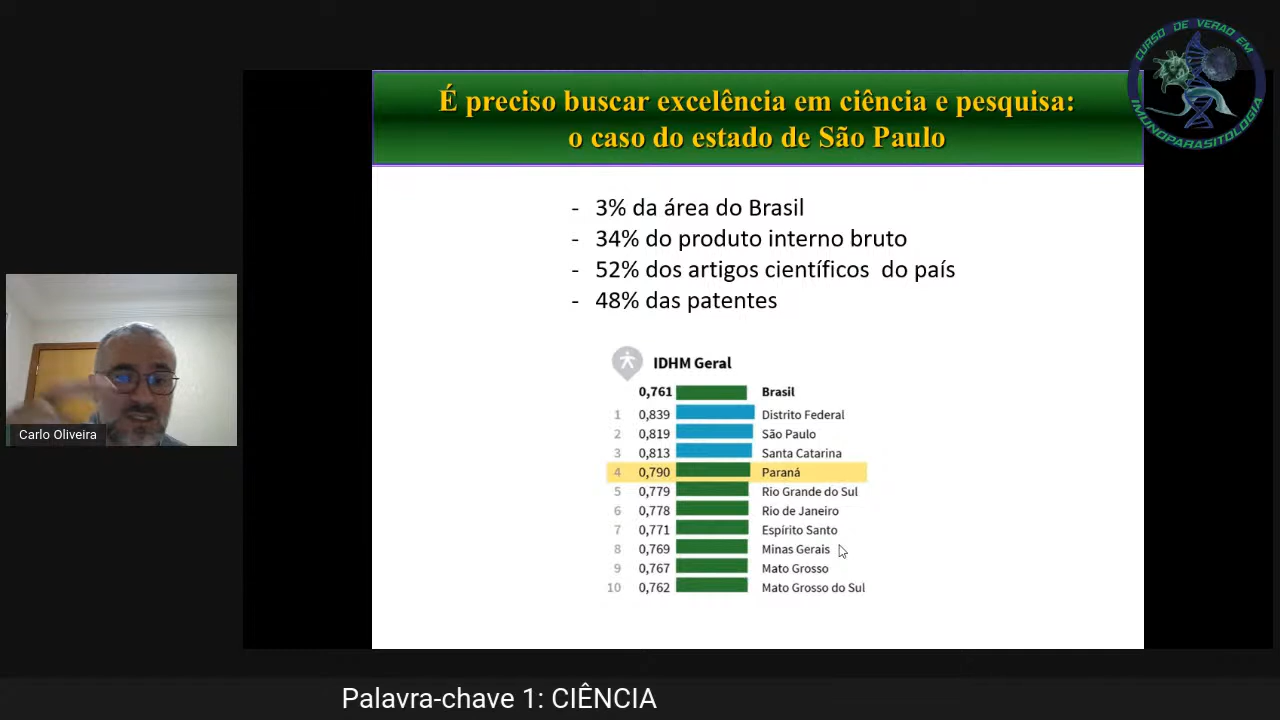 CURSO DE VERÃO EM
IMUNOPARASITOLOGIA
É preciso buscar excelência em ciência e pesquisa:
o caso do estado de São Paulo
- 3% da área do Brasil
- 34% do produto interno bruto
- 52% dos artigos científicos do país
- 48% das patentes
IDHM Geral
0,761 Brasil
1 0,839 Distrito Federal
2 0,819 São Paulo
3 0,813 Santa Catarina
4 0,790 Paraná
5 0,779 Rio Grande do Sul
6 0,778 Rio de Janeiro
7 0,771 Espírito Santo
8 0,769 Minas Gerais
9 0,767 Mato Grosso
10 0,762 Mato Grosso do Sul
Carlo Oliveira
Palavra-chave 1: CIÊNCIA